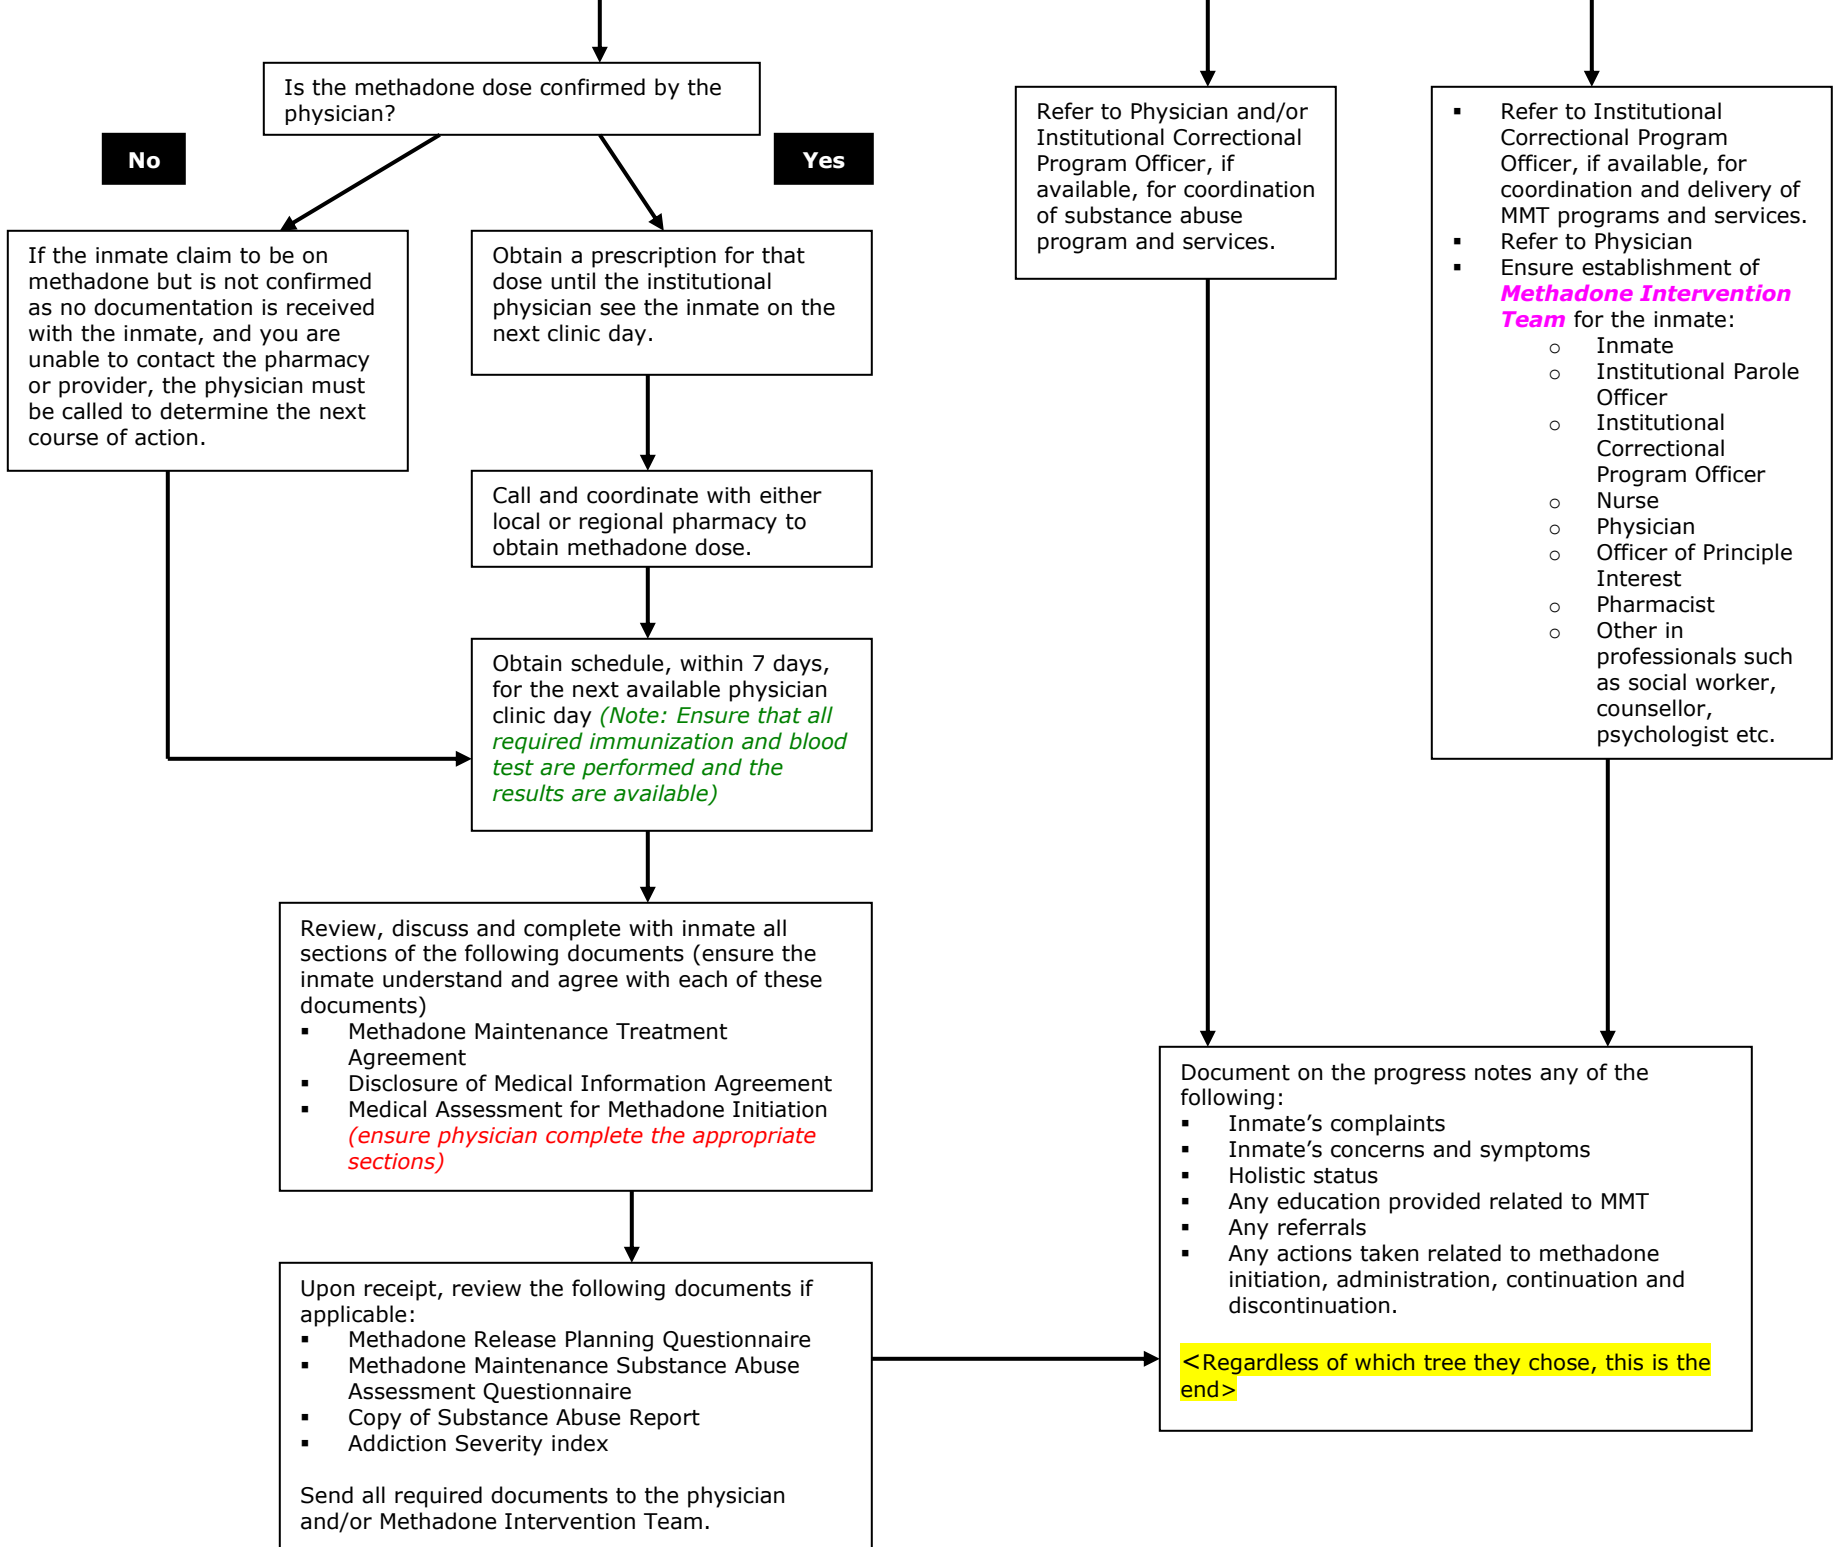 Is the methadone dose confirmed by the
physician?
No
Yes
If the inmate claim to be on
methadone but is not confirmed
as no documentation is received
with the inmate, and you are
unable to contact the pharmacy
or provider, the physician must
be called to determine the next
course of action.
Obtain a prescription for that
dose until the institutional
physician see the inmate on the
next clinic day.
Call and coordinate with either
local or regional pharmacy to
obtain methadone dose.
Obtain schedule, within 7 days,
for the next available physician
clinic day (Note: Ensure that all
required immunization and blood
test are performed and the
results are available)
Review, discuss and complete with inmate all
sections of the following documents (ensure the
inmate understand and agree with each of these
documents)
▪ Methadone Maintenance Treatment
Agreement
▪ Disclosure of Medical Information Agreement
▪ Medical Assessment for Methadone Initiation
(ensure physician complete the appropriate
sections)
Upon receipt, review the following documents if
applicable:
▪ Methadone Release Planning Questionnaire
▪ Methadone Maintenance Substance Abuse
Assessment Questionnaire
▪ Copy of Substance Abuse Report
▪ Addiction Severity index
Send all required documents to the physician
and/or Methadone Intervention Team.
Refer to Physician and/or
Institutional Correctional
Program Officer, if
available, for coordination
of substance abuse
program and services.
▪ Refer to Institutional
Correctional Program
Officer, if available, for
coordination and delivery of
MMT programs and services.
▪ Refer to Physician
▪ Ensure establishment of
Methadone Intervention
Team for the inmate:
o Inmate
o Institutional Parole
Officer
o Institutional
Correctional
Program Officer
o Nurse
o Physician
o Officer of Principle
Interest
o Pharmacist
o Other in
professionals such
as social worker,
counsellor,
psychologist etc.
Document on the progress notes any of the
following:
▪ Inmate’s complaints
▪ Inmate’s concerns and symptoms
▪ Holistic status
▪ Any education provided related to MMT
▪ Any referrals
▪ Any actions taken related to methadone
initiation, administration, continuation and
discontinuation.
<Regardless of which tree they chose, this is the
end>